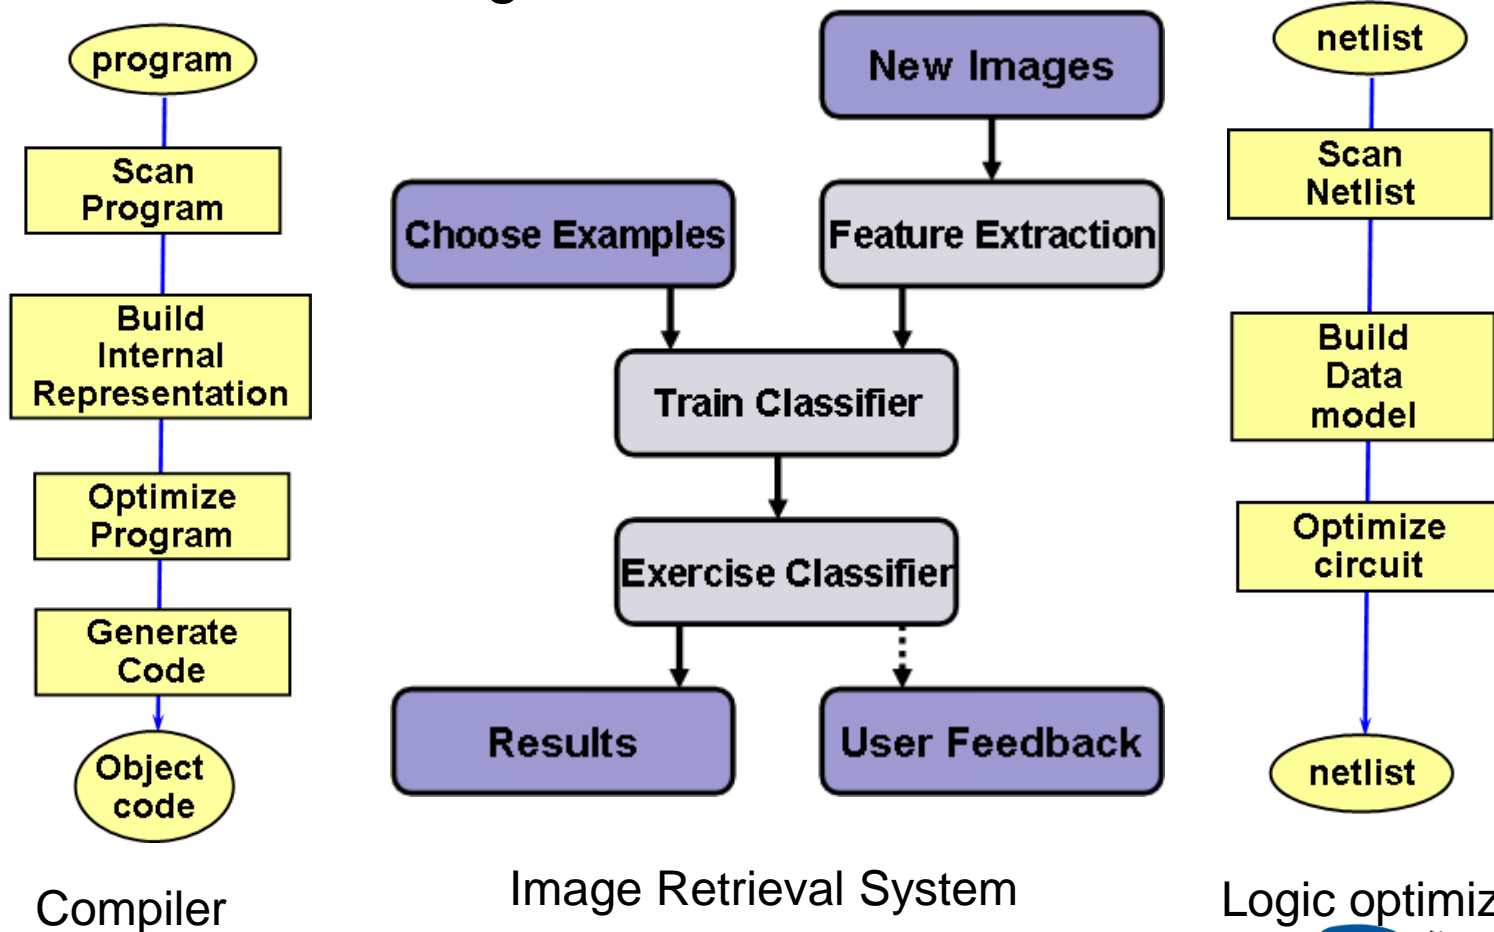 program
Scan
Program
Build
Internal
Representation
Optimize
Program
Generate
Code
Object
code
Compiler
New Images
Choose Examples
Feature Extraction
Train Classifier
Exercise Classifier
Results
User Feedback
Image Retrieval System
netlist
Scan
Netlist
Build
Data
model
Optimize
circuit
netlist
Logic optimiz